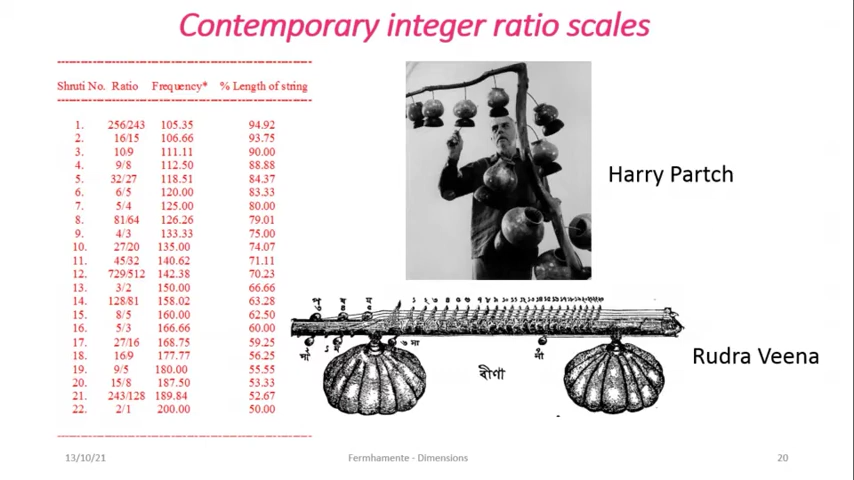 Contemporary integer ratio scales
Shruti No. Ratio Frequency* % Length of string
1. 256/243 105.35 94.92
2. 16/15 106.66 93.75
3. 10/9 111.11 90.00
4. 9/8 112.50 88.88
5. 32/27 118.51 84.37
6. 6/5 120.00 83.33
7. 5/4 125.00 80.00
8. 81/64 126.26 79.01
9. 4/3 133.33 75.00
10. 27/20 135.00 74.07
11. 45/32 140.62 71.11
12. 729/512 142.38 70.23
13. 3/2 150.00 66.66
14. 128/81 158.02 63.28
15. 8/5 160.00 62.50
16. 5/3 166.66 60.00
17. 27/16 168.75 59.25
18. 16/9 177.77 56.25
19. 9/5 180.00 55.55
20. 15/8 187.50 53.33
21. 243/128 189.84 52.67
22. 2/1 200.00 50.00
Harry Partch
Rudra Veena
বীণা
13/10/21
Fermhamente - Dimensions
20